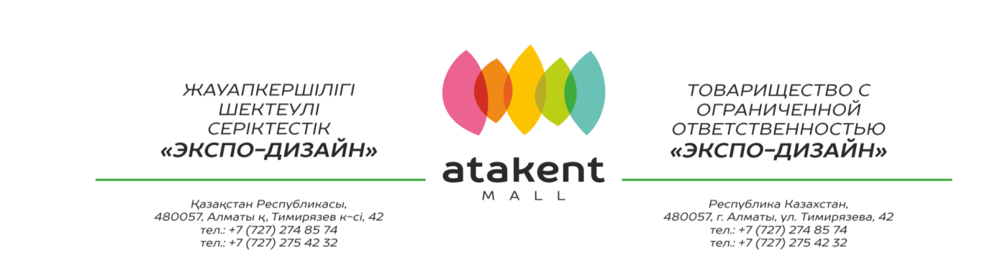 ЖАУАПКЕРШІЛІГІ
ШЕКТЕУЛІ
СЕРІКТЕСТІК
«ЭКСПО-ДИЗАЙН»
Қазақстан Республикасы,
480057, Алматы қ, Тимирязев к-сі, 42
тел.: +7 (727) 274 85 74
тел.: +7 (727) 275 42 32
atakent
MALL
ТОВАРИЩЕСТВО С
ОГРАНИЧЕННОЙ
ОТВЕТСТВЕННОСТЬЮ
«ЭКСПО-ДИЗАЙН»
Республика Казахстан,
480057, г. Алматы, ул. Тимирязева, 42
тел.: +7 (727) 274 85 74
тел.: +7 (727) 275 42 32